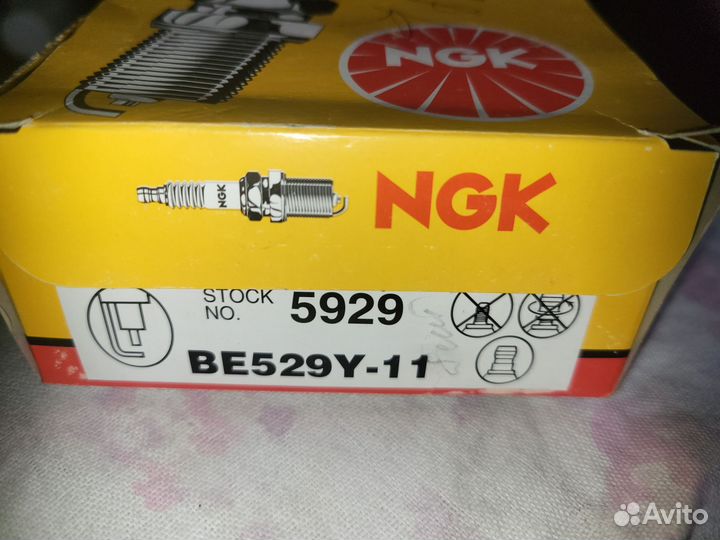 NGK
NGK
NGK
STOCK NO. 5929
BE529Y-11
Avito